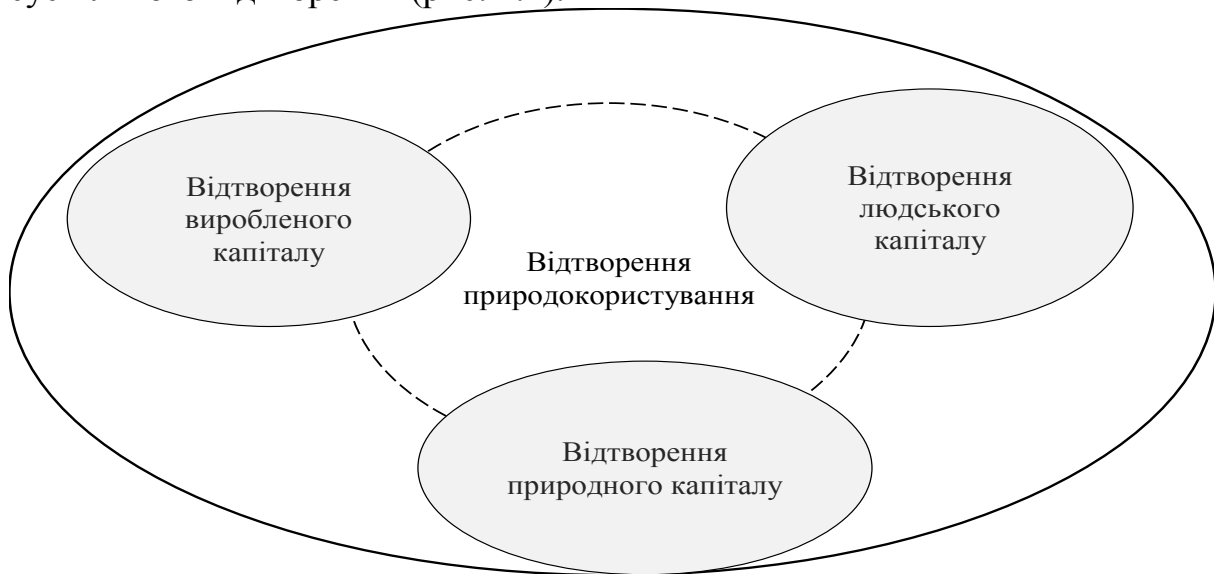 Відтворення
виробленого
капіталу
Відтворення
людського
капіталу
Відтворення
природокористування
Відтворення
природного капіталу